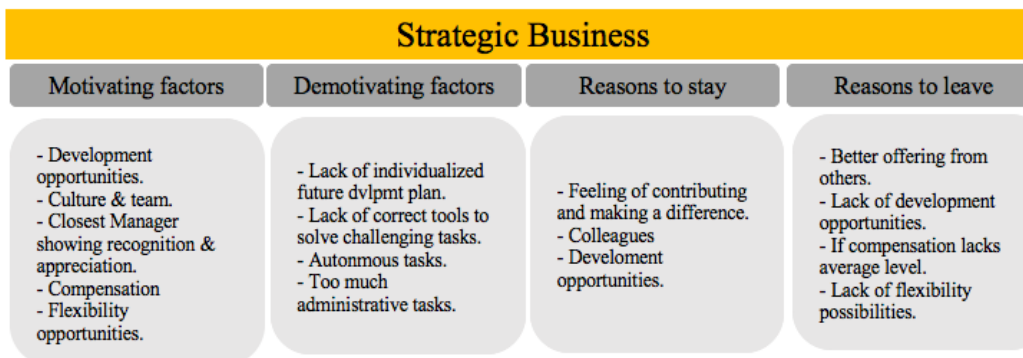 Strategic Business
Motivating factors
Demotivating factors
Reasons to stay
Reasons to leave
- Development
opportunities.
- Culture & team.
- Closest Manager
showing recognition &
appreciation.
- Compensation
- Flexibility
opportunities.
- Lack of individualized
future dvlpmt plan.
- Lack of correct tools to
solve challenging tasks.
- Autonmous tasks.
- Too much
administrative tasks.
- Feeling of contributing
and making a difference.
- Colleagues
- Develoment
opportunities.
- Better offering from
others.
- Lack of development
opportunities.
- If compensation lacks
average level.
- Lack of flexibility
possibilities.